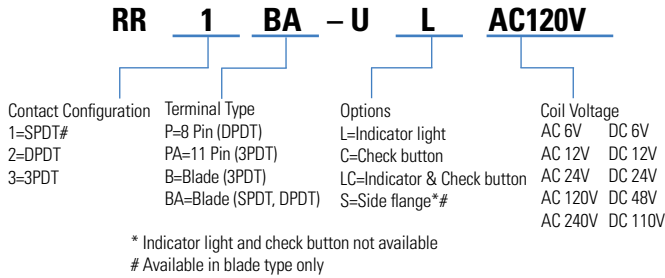 RR 1 BA – U L AC120V
Contact Configuration
1=SPDT#
2=DPDT
3=3PDT
Terminal Type
P=8 Pin (DPDT)
PA=11 Pin (3PDT)
B=Blade (3PDT)
BA=Blade (SPDT, DPDT)
Options
L=Indicator light
C=Check button
LC=Indicator & Check button
S=Side flange*#
Coil Voltage
AC 6V DC 6V
AC 12V DC 12V
AC 24V DC 24V
AC 120V DC 48V
AC 240V DC 110V
* Indicator light and check button not available
# Available in blade type only